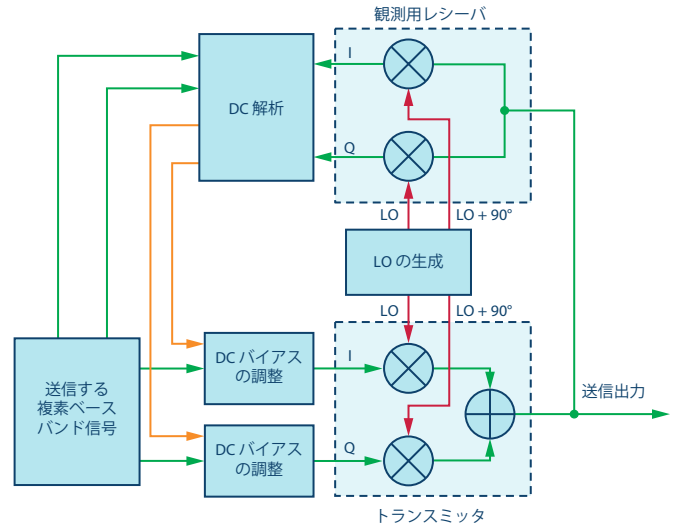 観測用レシーバ
I
DC 解析
Q
LO
LO + 90°
LO の生成
LO
LO + 90°
DC バイアス
の調整
I
送信する
複素ベース
バンド信号
送信出力
DC バイアス
の調整
Q
トランスミッタ